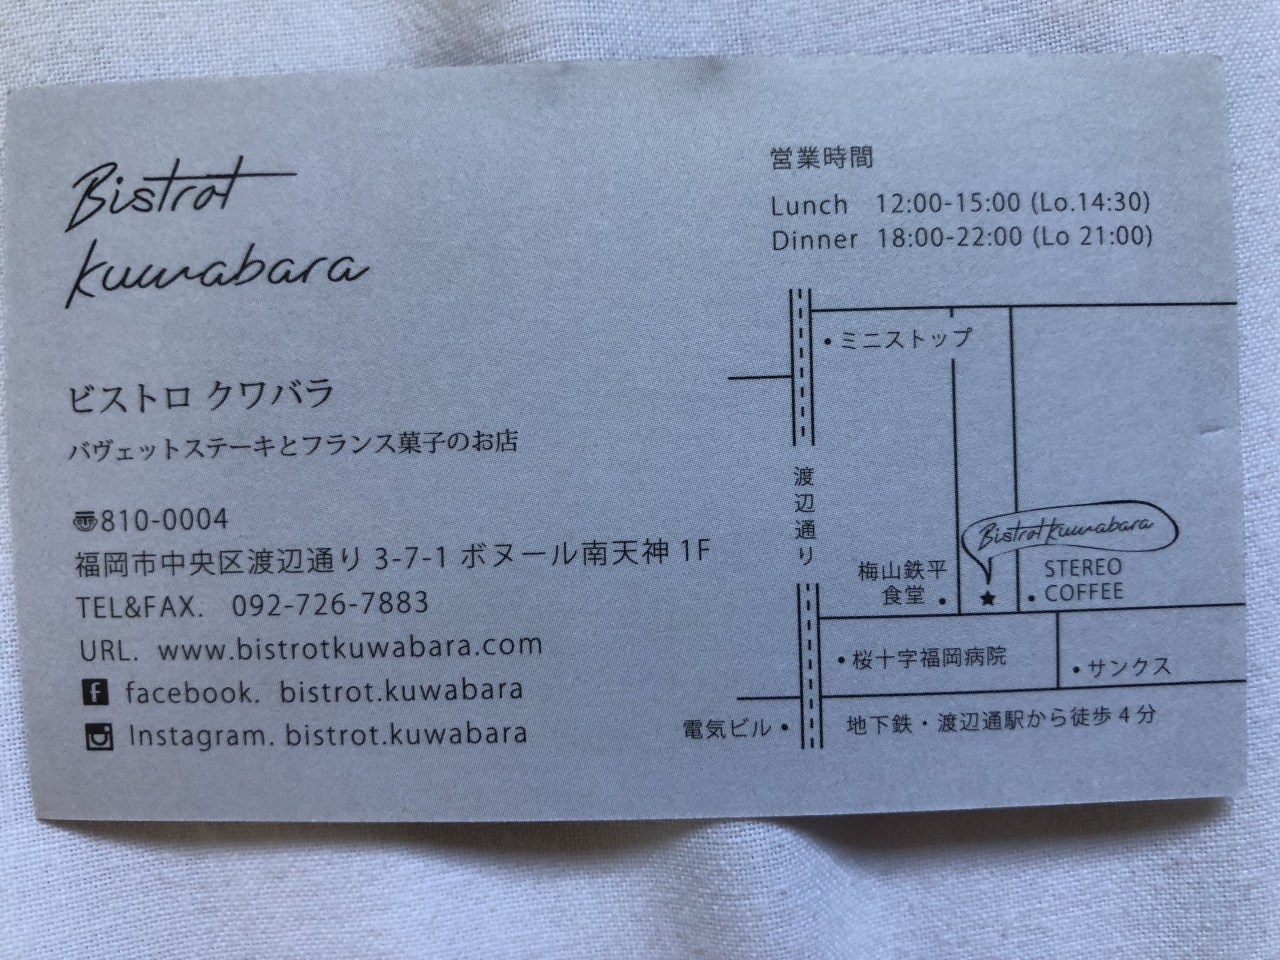 Bistrot
kuwabara
ビストロ クワバラ
バヴェットステーキとフランス菓子のお店
〠810-0004
福岡市中央区渡辺通り 3-7-1 ボヌール南天神 1F
TEL&FAX. 092-726-7883
URL. www.bistrotkuwabara.com
facebook. bistrot.kuwabara
Instagram. bistrot.kuwabara
営業時間
Lunch 12:00-15:00 (Lo.14:30)
Dinner 18:00-22:00 (Lo 21:00)
・ミニストップ
渡辺通り
Bistrot kuwabara
梅山鉄平
食堂・
★
STEREO
・COFFEE
・桜十字福岡病院
・サンクス
電気ビル・
地下鉄・渡辺通駅から徒歩 4 分